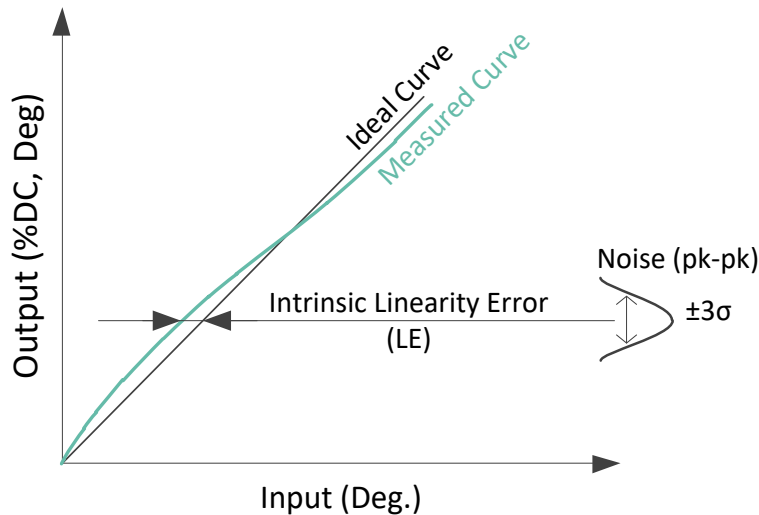 Output (%DC, Deg)
Ideal Curve
Measured Curve
Noise (pk-pk)
±3σ
Intrinsic Linearity Error
(LE)
Input (Deg.)